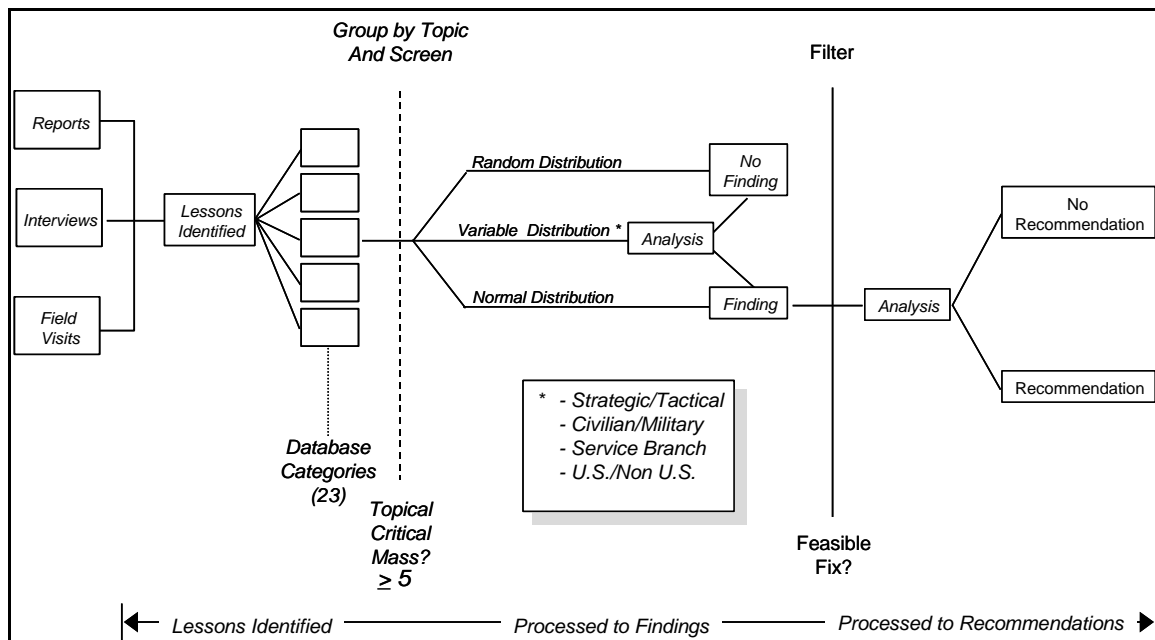 Group by Topic
And Screen
Filter
Reports
Interviews
Field
Visits
Lessons
Identified
Random Distribution
No
Finding
Variable Distribution *
Analysis
Normal Distribution
Finding
Analysis
No
Recommendation
Recommendation
* - Strategic/Tactical
- Civilian/Military
- Service Branch
- U.S./Non U.S.
Database
Categories
(23)
Topical
Critical
Mass?
≥ 5
Feasible
Fix?
Lessons Identified
Processed to Findings
Processed to Recommendations